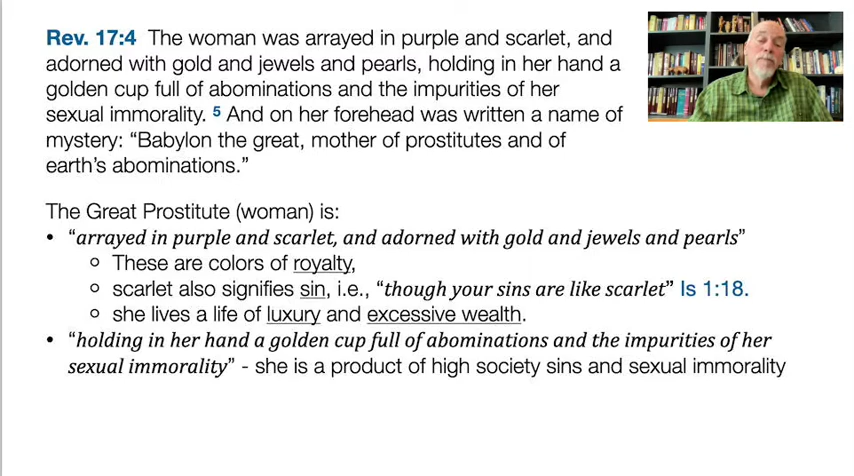 Rev. 17:4 The woman was arrayed in purple and scarlet, and
adorned with gold and jewels and pearls, holding in her hand a
golden cup full of abominations and the impurities of her
sexual immorality. 5 And on her forehead was written a name of
mystery: “Babylon the great, mother of prostitutes and of
earth’s abominations.”
The Great Prostitute (woman) is:
• “arrayed in purple and scarlet, and adorned with gold and jewels and pearls”
○ These are colors of royalty,
○ scarlet also signifies sin, i.e., “though your sins are like scarlet” Is 1:18.
○ she lives a life of luxury and excessive wealth.
• “holding in her hand a golden cup full of abominations and the impurities of her
sexual immorality” - she is a product of high society sins and sexual immorality